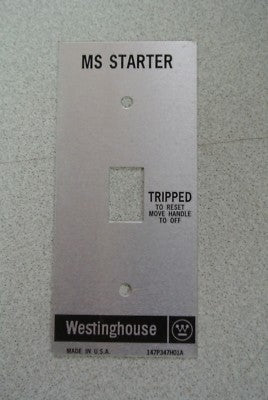 MS STARTER
TRIPPED
TO RESET
MOVE HANDLE
TO OFF
Westinghouse W
MADE IN U.S.A. 147P347H01A